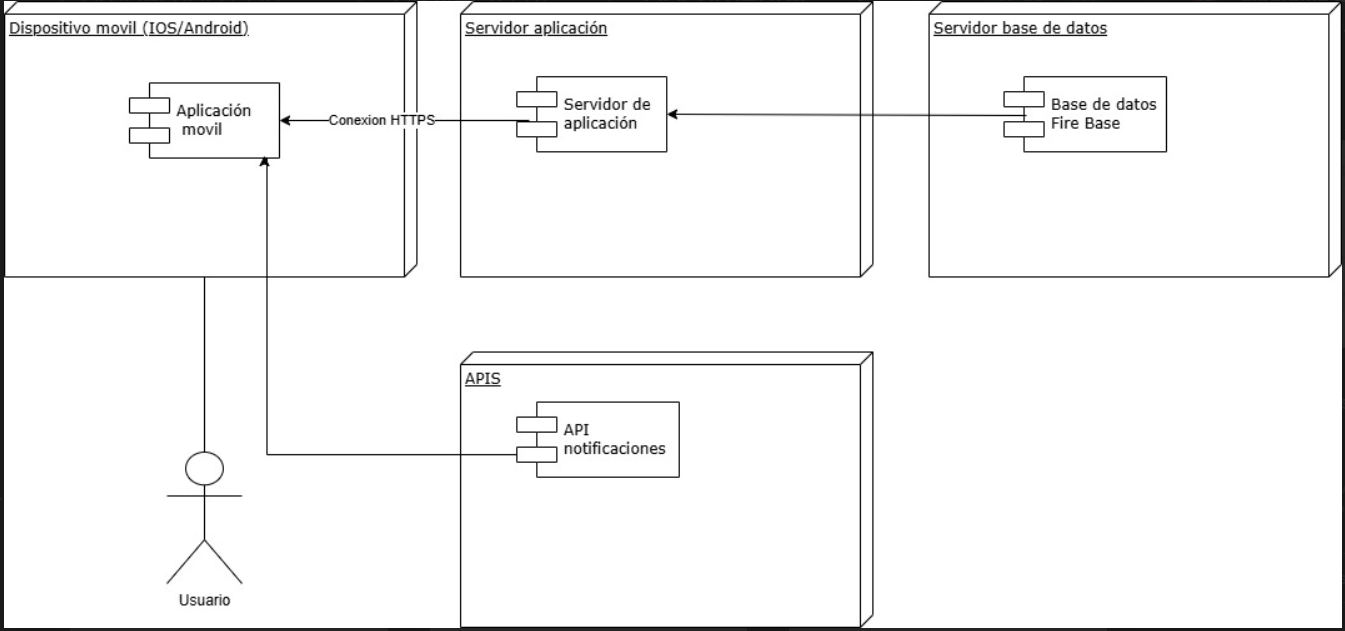 Dispositivo movil (IOS/Android)
Servidor aplicación
Servidor base de datos
Aplicación
movil
Conexion HTTPS
Servidor de
aplicación
Base de datos
Fire Base
APIS
API
notificaciones
Usuario